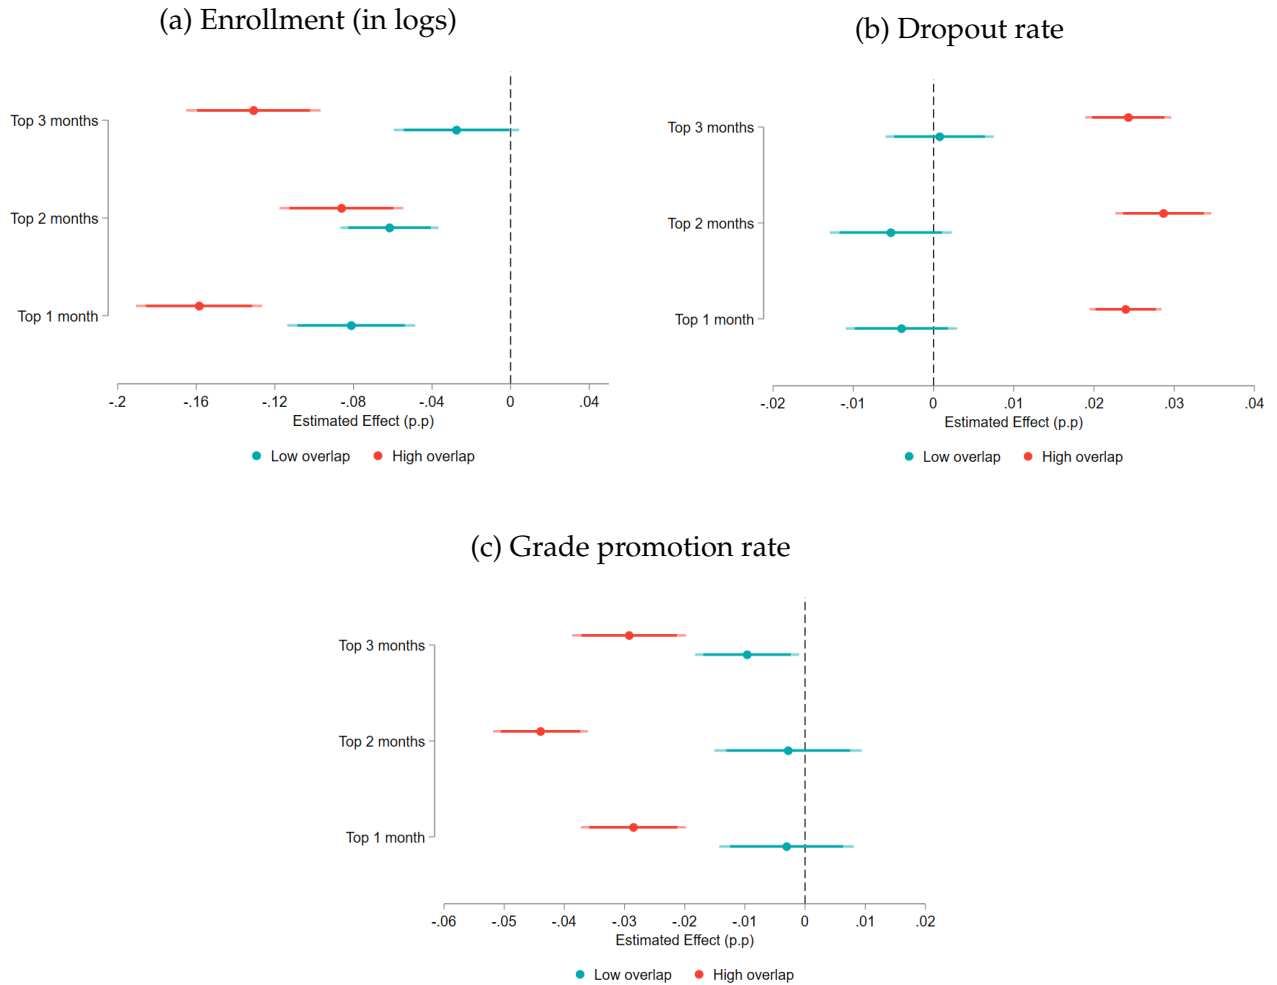 (a) Enrollment (in logs)
Top 3 months
Top 2 months
Top 1 month
-.2 -.16 -.12 -.08 -.04 0 .04
Estimated Effect (p.p)
Low overlap High overlap
(b) Dropout rate
Top 3 months
Top 2 months
Top 1 month
-.02 -.01 0 .01 .02 .03 .04
Estimated Effect (p.p)
Low overlap High overlap
(c) Grade promotion rate
Top 3 months
Top 2 months
Top 1 month
-.06 -.05 -.04 -.03 -.02 -.01 0 .01 .02
Estimated Effect (p.p)
Low overlap High overlap